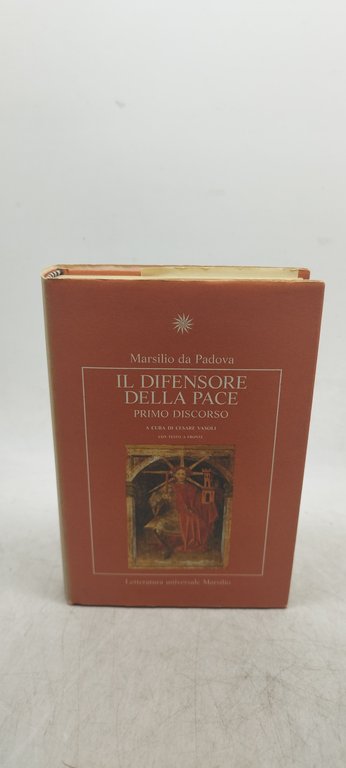 Marsilio da Padova
IL DIFENSORE
DELLA PACE
PRIMO DISCORSO
A CURA DI CESARE VASOLI
CON TESTO A FRONTE
Letteratura universale Marsilio